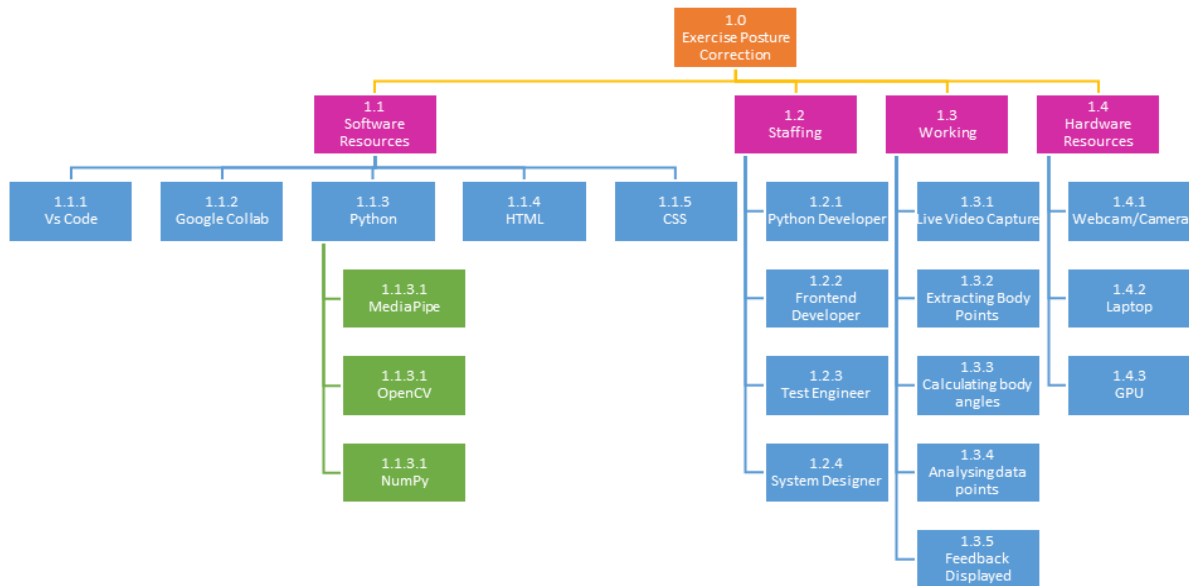 1.0
Exercise Posture
Correction
1.1
Software
Resources
1.2
Staffing
1.3
Working
1.4
Hardware
Resources
1.1.1
Vs Code
1.1.2
Google Collab
1.1.3
Python
1.1.4
HTML
1.1.5
CSS
1.2.1
Python Developer
1.3.1
Live Video Capture
1.4.1
Webcam/Camera
1.1.3.1
MediaPipe
1.2.2
Frontend
Developer
1.3.2
Extracting Body
Points
1.4.2
Laptop
1.1.3.1
OpenCV
1.2.3
Test Engineer
1.3.3
Calculating body
angles
1.4.3
GPU
1.1.3.1
NumPy
1.2.4
System Designer
1.3.4
Analysing data
points
1.3.5
Feedback
Displayed